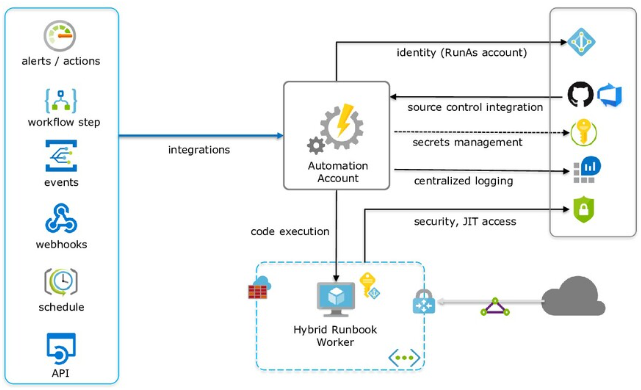 alerts / actions
workflow step
events
webhooks
schedule
API
integrations
Automation
Account
identity (RunAs account)
source control integration
secrets management
centralized logging
security, JIT access
code execution
Hybrid Runbook
Worker